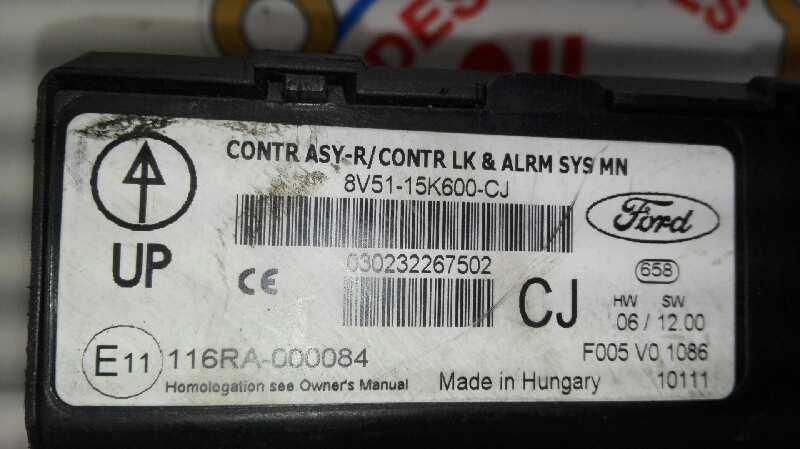 DES
CONTR ASY-R/CONTR LK & ALRM SYS MN
8V51-15K600-CJ
UP
Ford
030232267502
CE
CJ
658
HW SW
06 / 12.00
E11
116RA-000084
F005 V0 1086
Homologation see Owner's Manual
Made in Hungary
10111